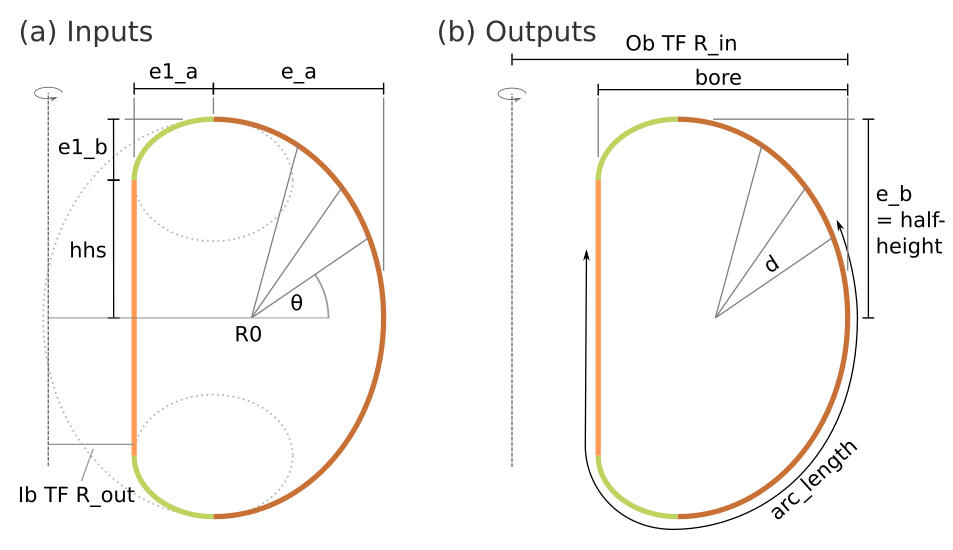 (a) Inputs
e1_a
e_a
e1_b
hhs
θ
R0
Ib TF R_out
(b) Outputs
Ob TF R_in
bore
e_b
= half-
height
d
arc_length